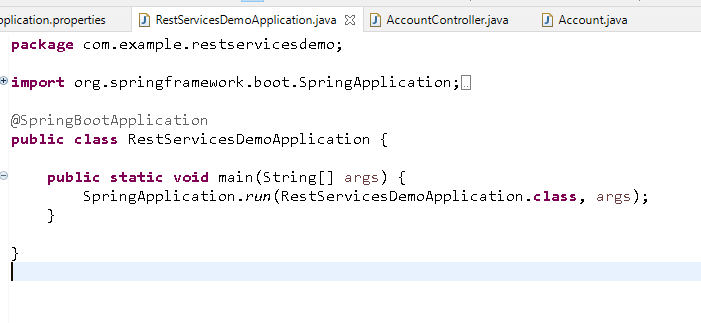 pplication.properties RestServicesDemoApplication.java AccountController.java Account.java
package com.example.restservicesdemo;
import org.springframework.boot.SpringApplication;
@SpringBootApplication
public class RestServicesDemoApplication {
public static void main(String[] args) {
SpringApplication.run(RestServicesDemoApplication.class, args);
}
}